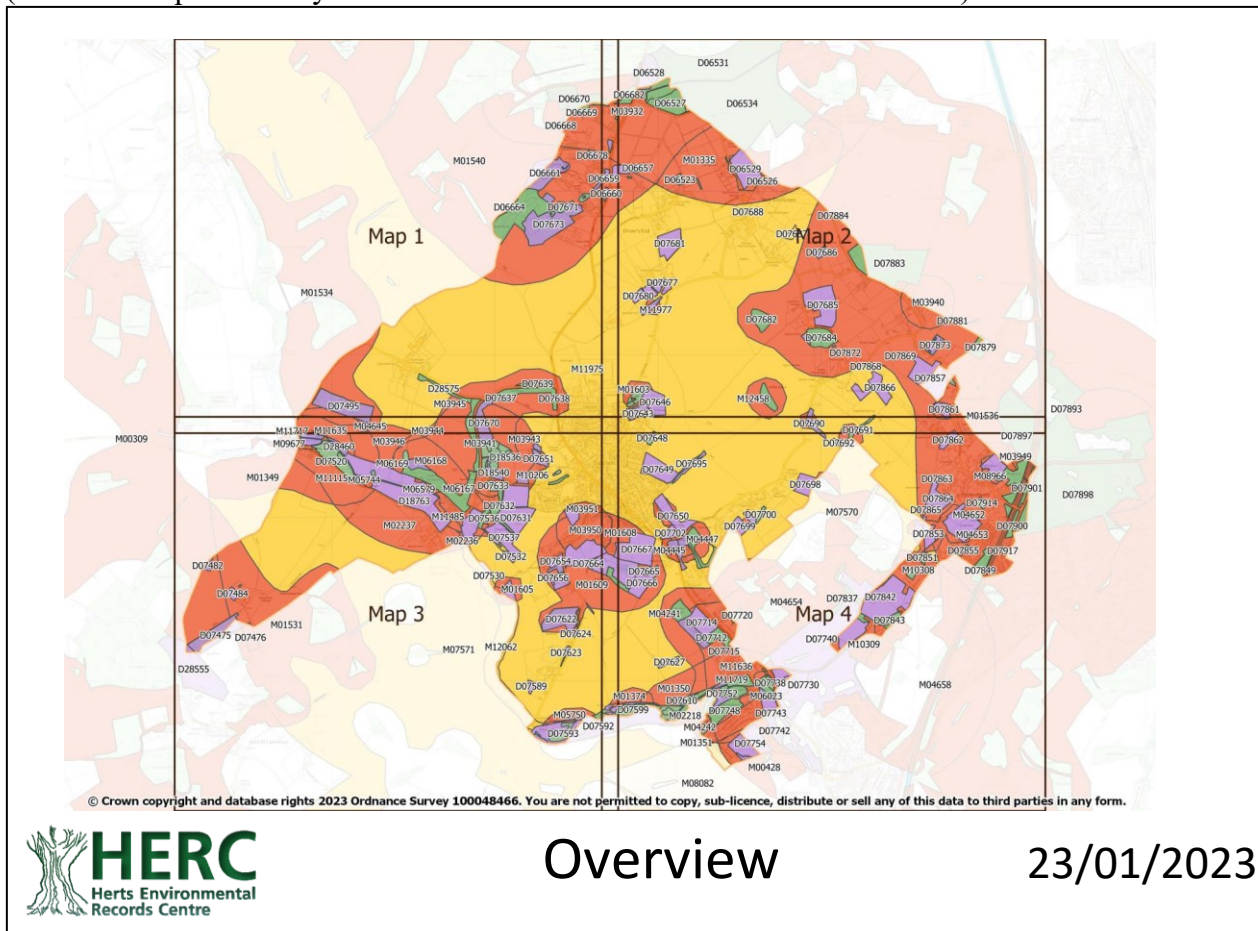 D06531
D06528
D06670
D06682
D06669
M03932
D06527
D06534
D06668
M01540
D06678
M01335
D06661
D06659
D06657
D06529
D06523
D06526
D06660
D06664
D07671
D07673
D07688
D07884
Map 1
D07681
Map 2
D07686
D07883
D07677
M01534
D07680
M11977
D07685
M03940
D07682
D07881
D07684
D07873
D07879
D07872
D07869
M11975
D07868
D07857
D28575
D07639
M01603
D07866
M03945
D07637
D07638
D07646
M12458
D07495
D07643
D07861
M01536
D07893
M11717
M11635
M04645
D07670
D07690
D07691
M00309
M09677
D28460
M03946
M03944
M03941
M03943
D07648
D07692
D07862
D07897
D07520
M06169
M06168
D18536
D07651
D07695
M03949
M01349
M11115
M05744
D18540
M10206
D07649
M08966
D07901
M06579
M06167
D07633
D07698
D07863
D07898
D18763
D07632
D07864
D07914
M02237
M11485
D07536
D07631
M03951
D07650
D07700
M07570
D07865
M04652
D07900
M02236
D07537
M03950
M01608
D07702
D07699
D07853
M04653
D07532
D07667
M04445
M04447
D07855
D07917
D07482
D07654
D07664
D07851
D07530
D07656
D07665
M10308
D07849
D07484
M01605
M01609
D07666
D07837
D07842
Map 3
D07622
M04241
D07720
M04654
Map 4
D07843
D07475
D07476
M01531
D07624
D07714
D07712
D07740
M10309
M07571
M12062
D07623
D07715
D28555
D07627
M11636
D07589
M01350
M11719
D07738
D07730
M04658
M01374
D07610
D07752
M06023
M05750
D07599
M02218
D07748
D07743
D07593
D07592
M04242
D07742
M01351
D07754
M00428
M08082
© Crown copyright and database rights 2023 Ordnance Survey 100048466. You are not permitted to copy, sub-licence, distribute or sell any of this data to third parties in any form.
HERC
Herts Environmental
Records Centre
Overview
23/01/2023